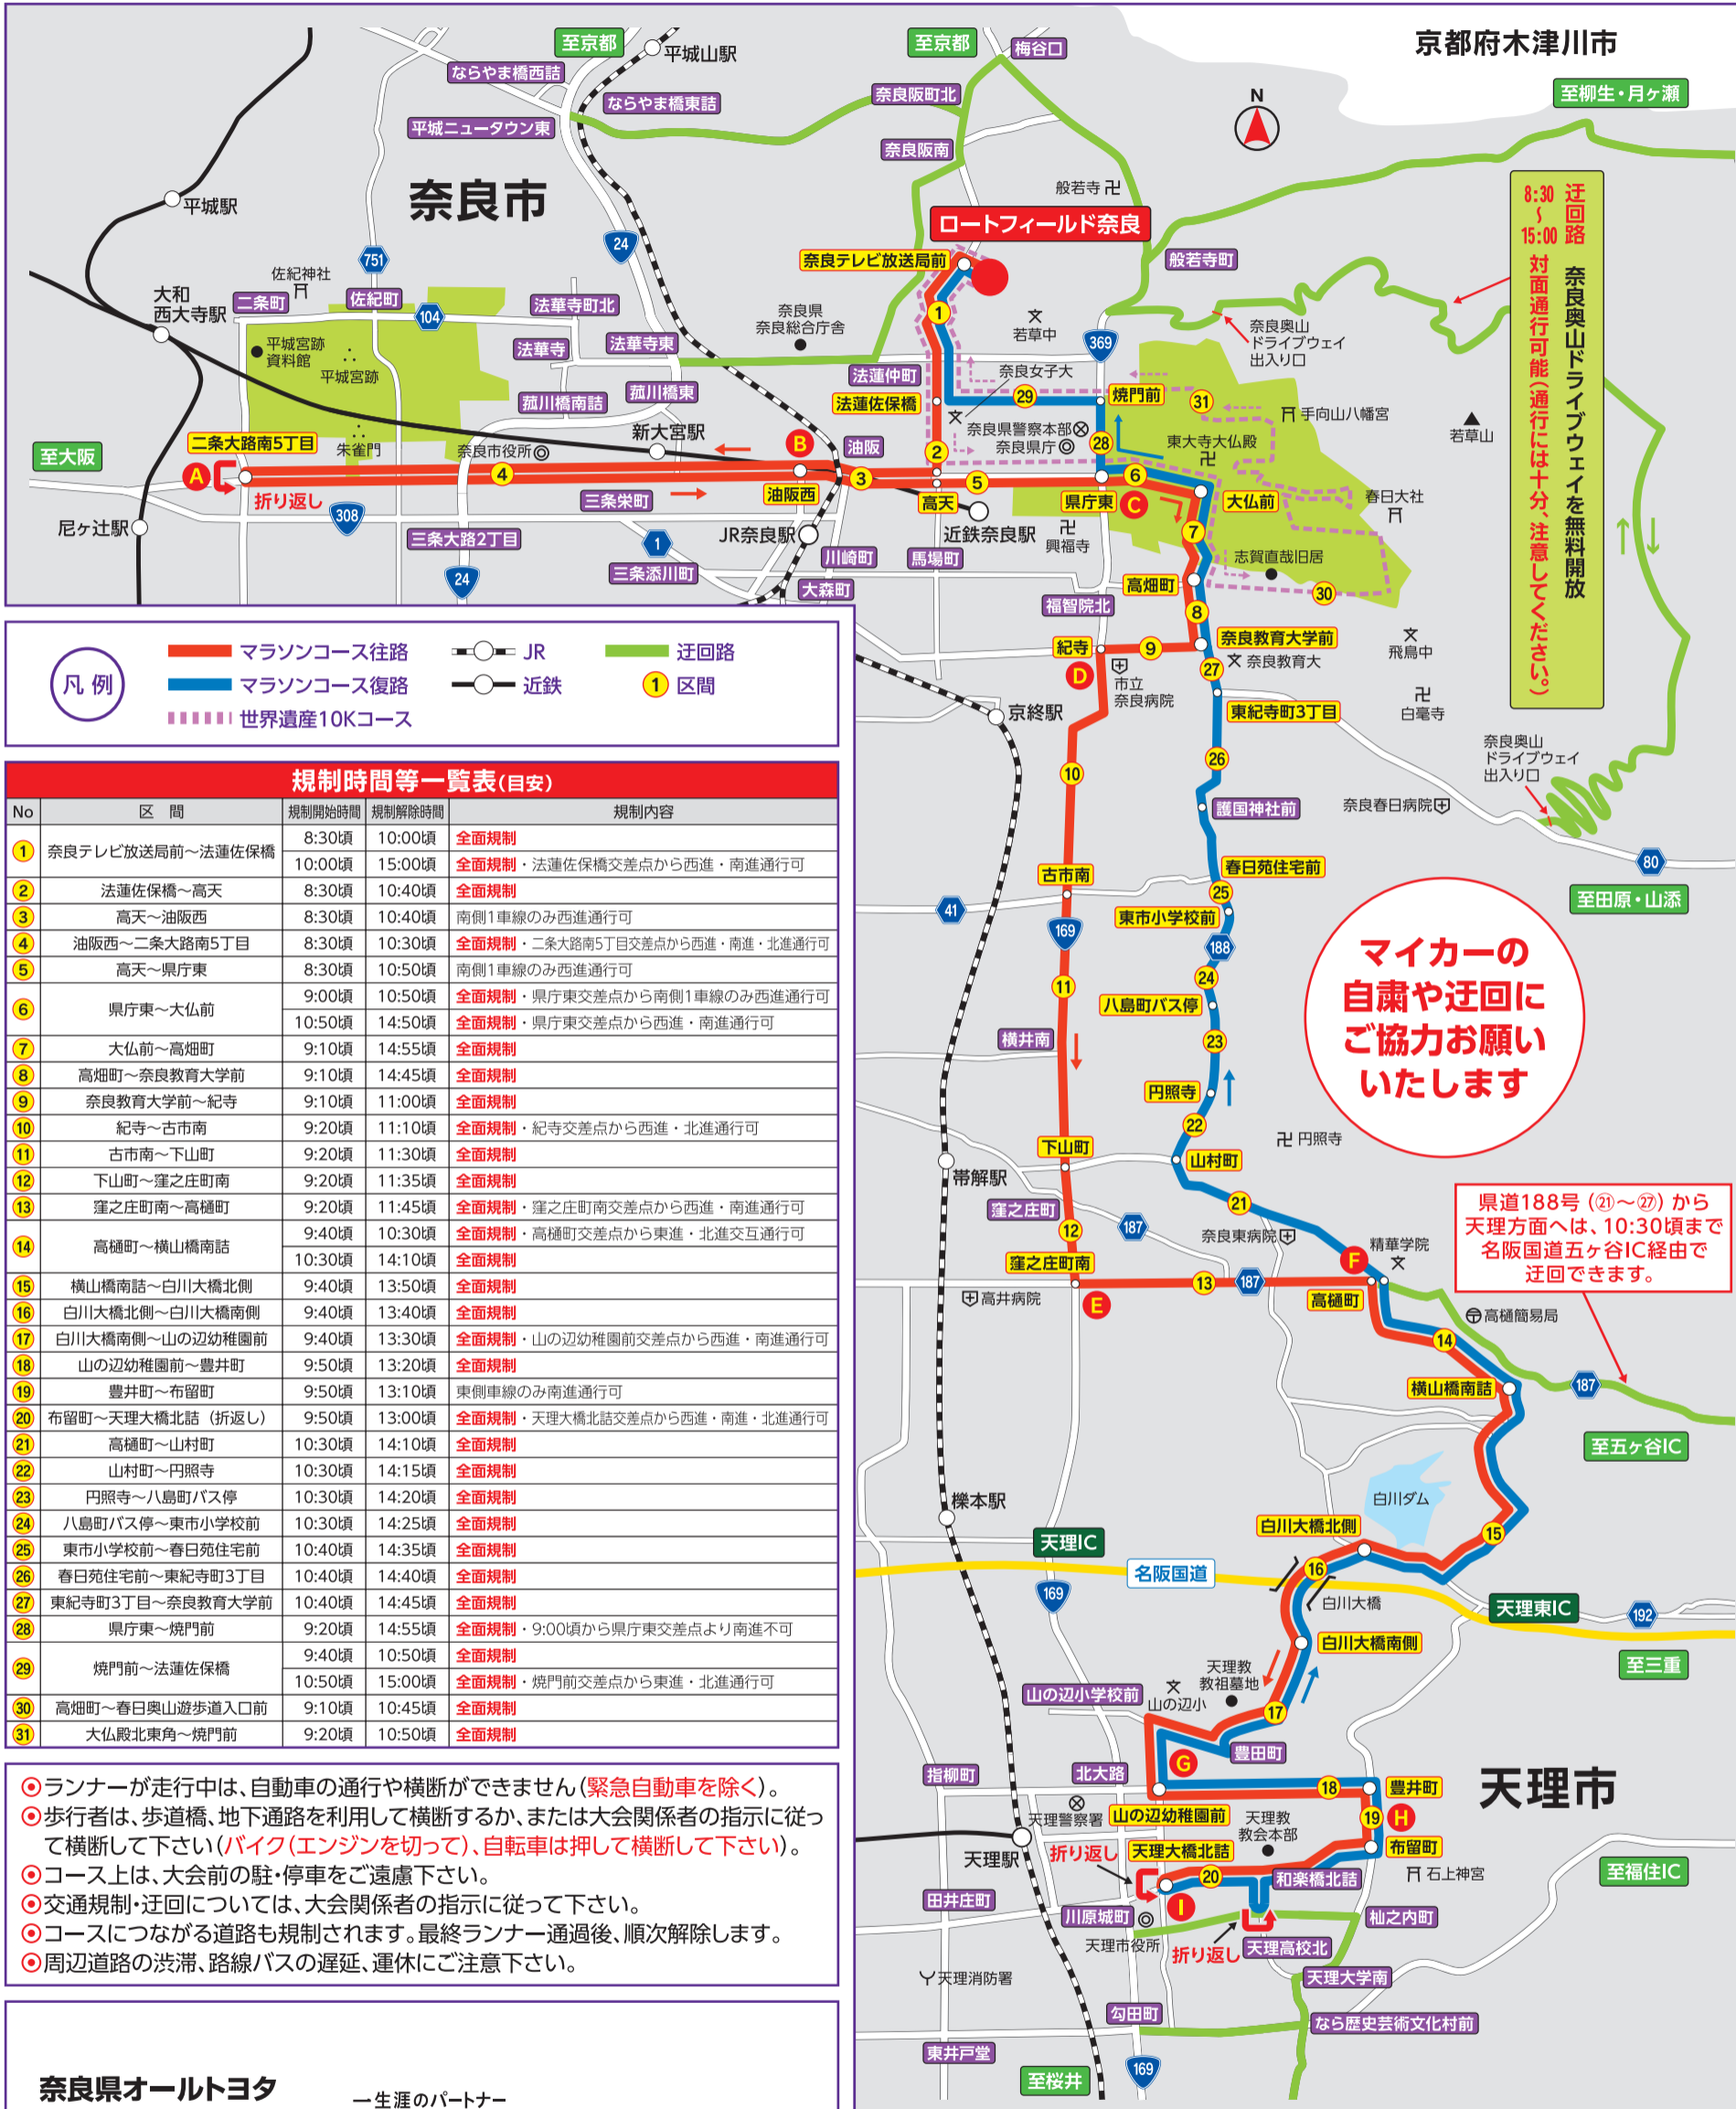 京都府木津川市
至京都
平城山駅
至京都
梅谷口
ならやま橋西詰
ならやま橋東詰
奈良阪町北
至柳生・月ヶ瀬
平城ニュータウン東
奈良阪南
N
奈良市
般若寺
平城駅
ロートフィールド奈良
24
751
奈良テレビ放送局前
般若寺町
佐紀神社
大和
西大寺駅
二条町
佐紀町
104
法華寺町北
奈良県
奈良総合庁舎
1
若草中
369
奈良奥山
ドライブウェイ
出入り口
迂回路 奈良奥山ドライブウェイを無料開放
8:30～15:00 対面通行可能(通行には十分、注意してください。)
平城宮跡
資料館
平城宮跡
法華寺
法華寺東
法蓮仲町
奈良女子大
菰川橋南詰
菰川橋東
法蓮佐保橋
29
焼門前
31
手向山八幡宮
若草山
二条大路南5丁目
朱雀門
奈良市役所
新大宮駅
B
油阪
奈良県警察本部
奈良県庁
28
東大寺大仏殿
至大阪
A
折り返し
4
油阪西
3
2
5
高天
6
県庁東
C
大仏前
春日大社
308
三条栄町
尼ヶ辻駅
三条大路2丁目
1
JR奈良駅
近鉄奈良駅
興福寺
7
志賀直哉旧居
24
三条添川町
川崎町
馬場町
大森町
高畑町
30
福智院北
8
紀寺
9
奈良教育大学前
D
27
奈良教育大
飛鳥中
市立
奈良病院
白毫寺
京終駅
東紀寺町3丁目
凡例
マラソンコース往路
マラソンコース復路
世界遺産10Kコース
JR
近鉄
迂回路
1 区間
10
26
奈良奥山
ドライブウェイ
出入り口
護国神社前
奈良春日病院
80
至田原・山添
古市南
春日苑住宅前
25
41
東市小学校前
169
188
24
11
八島町バス停
マイカーの
自粛や迂回に
ご協力お願い
いたします
横井南
23
円照寺
22
下山町
円照寺
山村町
帯解駅
21
窪之庄町
187
12
奈良東病院
F
精華学院
県道188号(㉑～㉗)から
天理方面へは、10:30頃まで
名阪国道五ヶ谷IC経由で
迂回できます。
窪之庄町南
13
187
高井病院
E
高樋町
高樋簡易局
14
横山橋南詰
187
至五ヶ谷IC
櫟本駅
白川ダム
15
天理IC
白川大橋北側
16
名阪国道
169
白川大橋
天理東IC
192
白川大橋南側
至三重
天理教
教祖墓地
山の辺小学校前
山の辺小
17
G
豊田町
指柳町
北大路
18
豊井町
天理市
天理警察署
山の辺幼稚園前
天理教
教会本部
19
H
布留町
天理駅
折り返し
天理大橋北詰
20
和楽橋北詰
石上神宮
至福住IC
田井庄町
川原城町
I
杣之内町
天理市役所
折り返し
天理高校北
天理消防署
天理大学南
勾田町
なら歴史芸術文化村前
東井戸堂
169
至桜井
規制時間等一覧表(目安)
No 区 間 規制開始時間 規制解除時間 規制内容
1 奈良テレビ放送局前～法蓮佐保橋 8:30頃 10:00頃 全面規制
10:00頃 15:00頃 全面規制・法蓮佐保橋交差点から西進・南進通行可
2 法蓮佐保橋～高天 8:30頃 10:40頃 全面規制
3 高天～油阪西 8:30頃 10:40頃 南側1車線のみ西進通行可
4 油阪西～二条大路南5丁目 8:30頃 10:30頃 全面規制・二条大路南5丁目交差点から西進・南進・北進通行可
5 高天～県庁東 8:30頃 10:50頃 南側1車線のみ西進通行可
6 県庁東～大仏前 9:00頃 10:50頃 全面規制・県庁東交差点から南側1車線のみ西進通行可
10:50頃 14:50頃 全面規制・県庁東交差点から西進・南進通行可
7 大仏前～高畑町 9:10頃 14:55頃 全面規制
8 高畑町～奈良教育大学前 9:10頃 14:45頃 全面規制
9 奈良教育大学前～紀寺 9:10頃 11:00頃 全面規制
10 紀寺～古市南 9:20頃 11:10頃 全面規制・紀寺交差点から西進・北進通行可
11 古市南～下山町 9:20頃 11:30頃 全面規制
12 下山町～窪之庄町南 9:20頃 11:35頃 全面規制
13 窪之庄町南～高樋町 9:20頃 11:45頃 全面規制・窪之庄町南交差点から西進・南進通行可
14 高樋町～横山橋南詰 9:40頃 10:30頃 全面規制・高樋町交差点から東進・北進交互通行可
10:30頃 14:10頃 全面規制
15 横山橋南詰～白川大橋北側 9:40頃 13:50頃 全面規制
16 白川大橋北側～白川大橋南側 9:40頃 13:40頃 全面規制
17 白川大橋南側～山の辺幼稚園前 9:40頃 13:30頃 全面規制・山の辺幼稚園前交差点から西進・南進通行可
18 山の辺幼稚園前～豊井町 9:50頃 13:20頃 全面規制
19 豊井町～布留町 9:50頃 13:10頃 東側車線のみ南進通行可
20 布留町～天理大橋北詰(折返し) 9:50頃 13:00頃 全面規制・天理大橋北詰交差点から西進・南進・北進通行可
21 高樋町～山村町 10:30頃 14:10頃 全面規制
22 山村町～円照寺 10:30頃 14:15頃 全面規制
23 円照寺～八島町バス停 10:30頃 14:20頃 全面規制
24 八島町バス停～東市小学校前 10:30頃 14:25頃 全面規制
25 東市小学校前～春日苑住宅前 10:40頃 14:35頃 全面規制
26 春日苑住宅前～東紀寺町3丁目 10:40頃 14:40頃 全面規制
27 東紀寺町3丁目～奈良教育大学前 10:40頃 14:45頃 全面規制
28 県庁東～焼門前 9:20頃 14:55頃 全面規制・9:00頃から県庁東交差点より南進不可
29 焼門前～法蓮佐保橋 9:40頃 10:50頃 全面規制
10:50頃 15:00頃 全面規制・焼門前交差点から東進・北進通行可
30 高畑町～春日奥山遊歩道入口前 9:10頃 10:45頃 全面規制
31 大仏殿北東角～焼門前 9:20頃 10:50頃 全面規制
⦿ランナーが走行中は、自動車の通行や横断ができません(緊急自動車を除く)。
⦿歩行者は、歩道橋、地下通路を利用して横断するか、または大会関係者の指示に従っ
て横断して下さい(バイク(エンジンを切って)、自転車は押して横断して下さい)。
⦿コース上は、大会前の駐・停車をご遠慮下さい。
⦿交通規制・迂回については、大会関係者の指示に従って下さい。
⦿コースにつながる道路も規制されます。最終ランナー通過後、順次解除します。
⦿周辺道路の渋滞、路線バスの遅延、運休にご注意下さい。
奈良県オールトヨタ
一生涯のパートナー